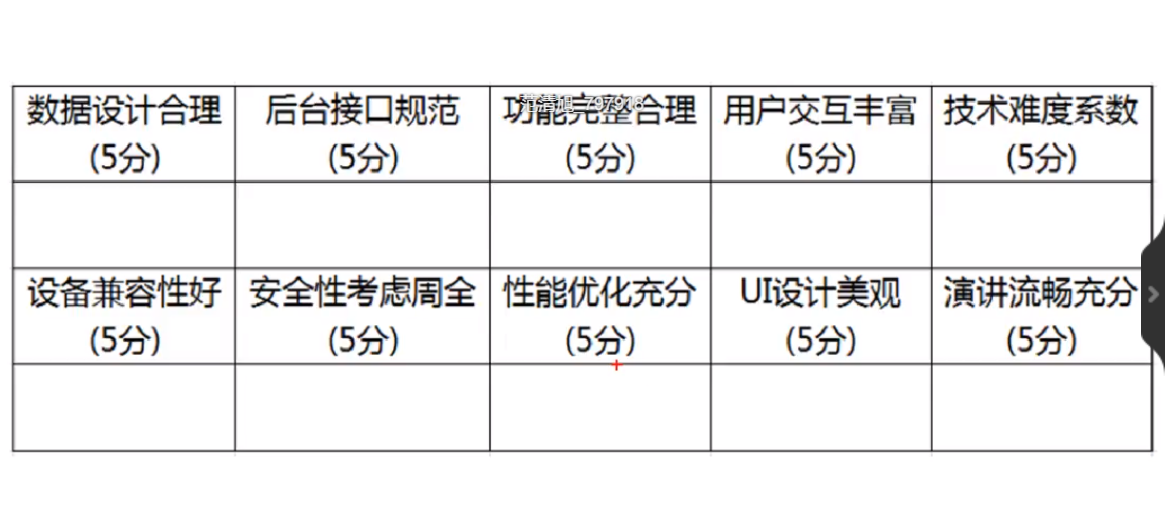 数据设计合理 后台接口规范 功能完整合理 用户交互丰富 技术难度系数
(5分) (5分) (5分) (5分) (5分)
设备兼容性好 安全性考虑周全 性能优化充分 UI设计美观 演讲流畅充分
(5分) (5分) (5分) (5分) (5分)